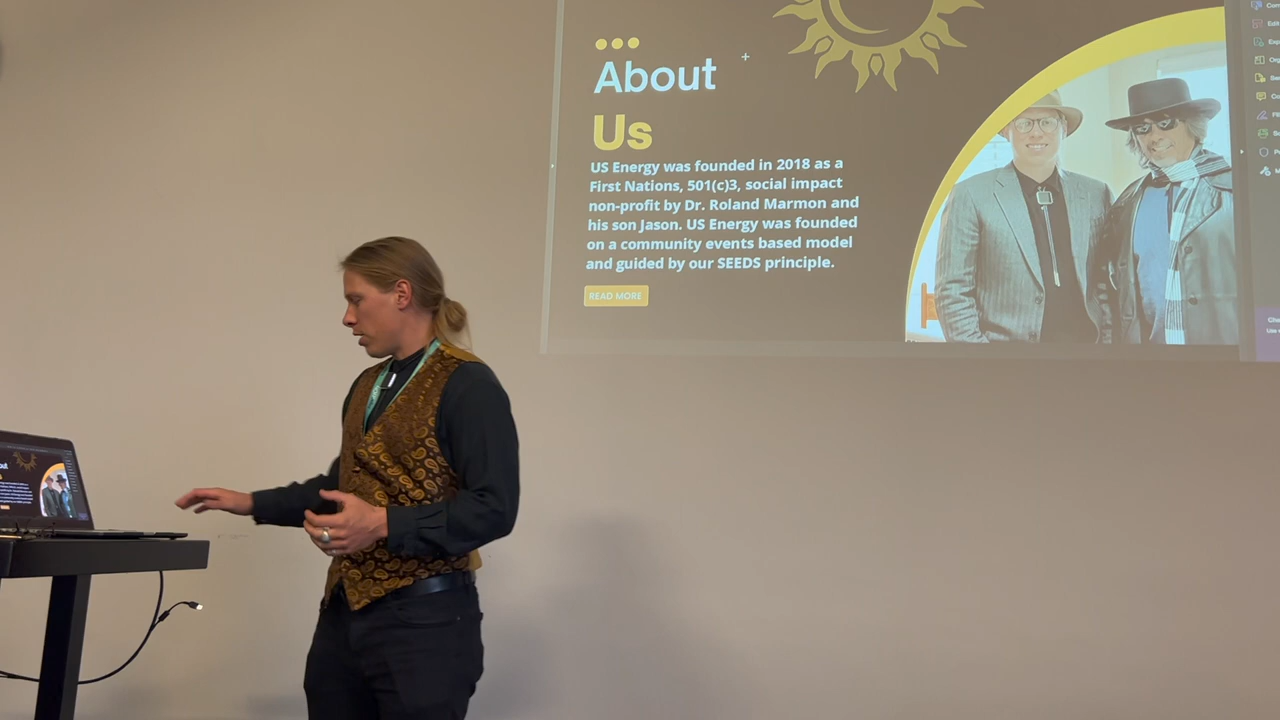 About
Us
US Energy was founded in 2018 as a
First Nations, 501(c)3, social impact
non-profit by Dr. Roland Marmon and
his son Jason. US Energy was founded
on a community events based model
and guided by our SEEDS principle.
READ MORE